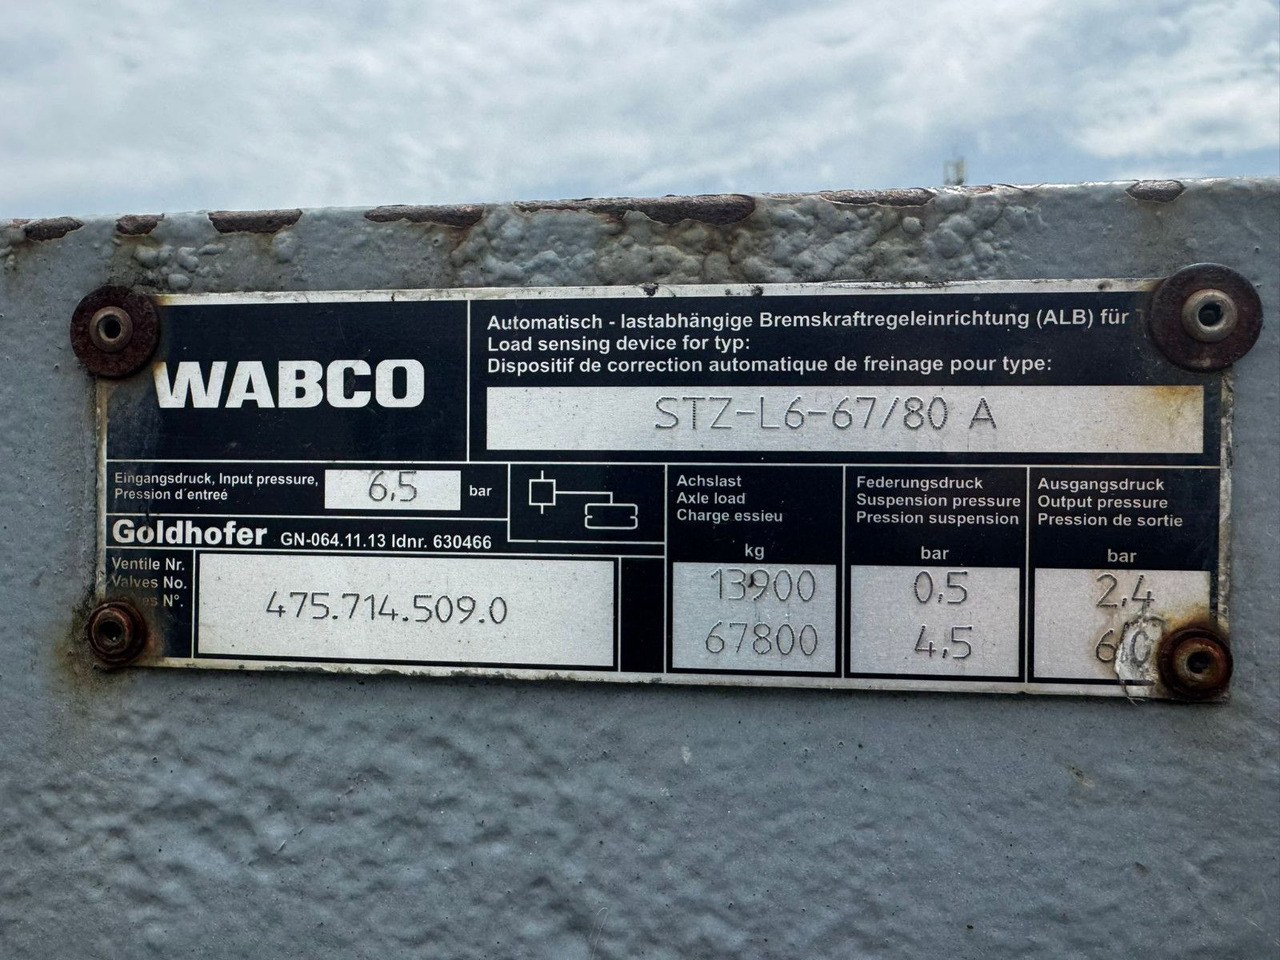 WABCO
Automatisch - lastabhängige Bremskraftregeleinrichtung (ALB) für
Load sensing device for typ:
Dispositif de correction automatique de freinage pour type:
STZ-L6-67/80 A
Eingangsdruck, Input pressure,
Pression d´entreé
6,5
bar
Goldhofer GN-064.11.13 Idnr. 630466
Ventile Nr.
Valves No.
N°.
475.714.509.0
Achslast
Axle load
Charge essieu
kg
13900
67800
Federungsdruck
Suspension pressure
Pression suspension
bar
0,5
4,5
Ausgangsdruck
Output pressure
Pression de sortie
bar
2,4